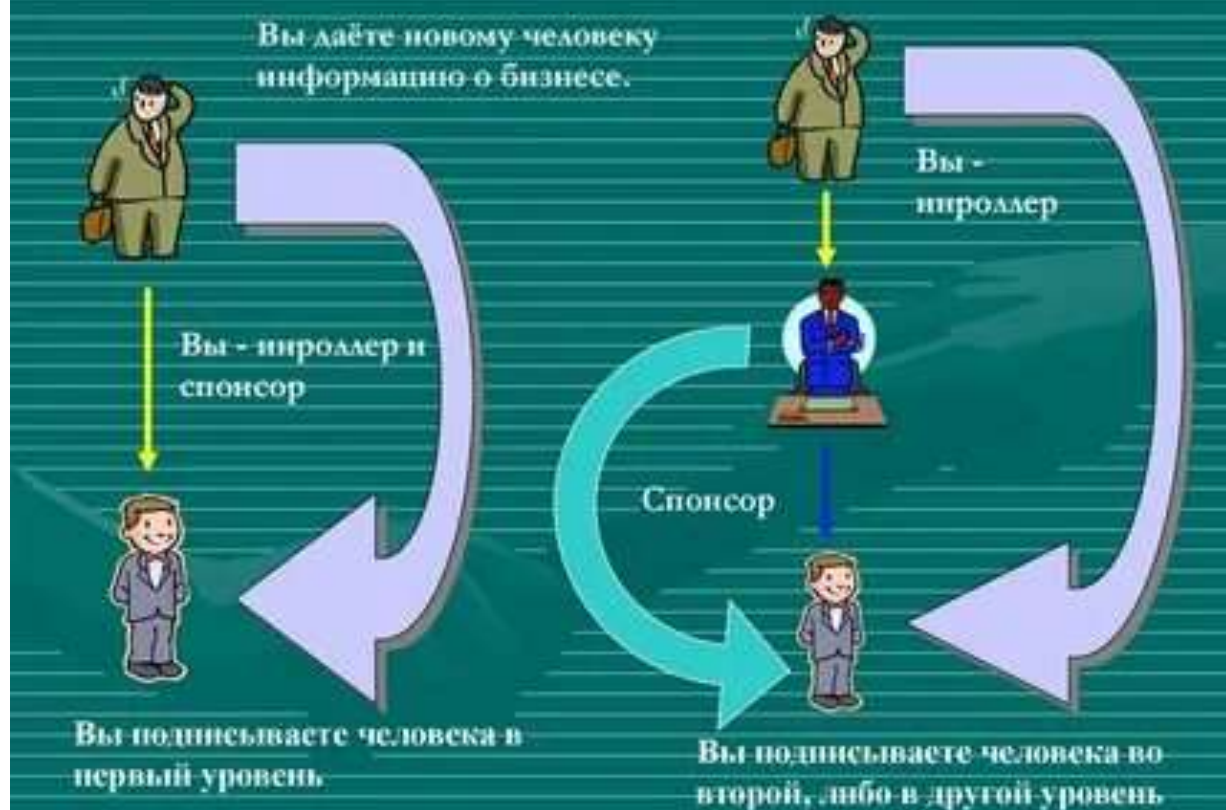 Вы даёте новому человеку
информацию о бизнесе.
Вы - инроллер и
спонсор
Вы подписываете человека в
первый уровень
Вы -
инроллер
Спонсор
Вы подписываете человека во
второй, либо в другой уровень